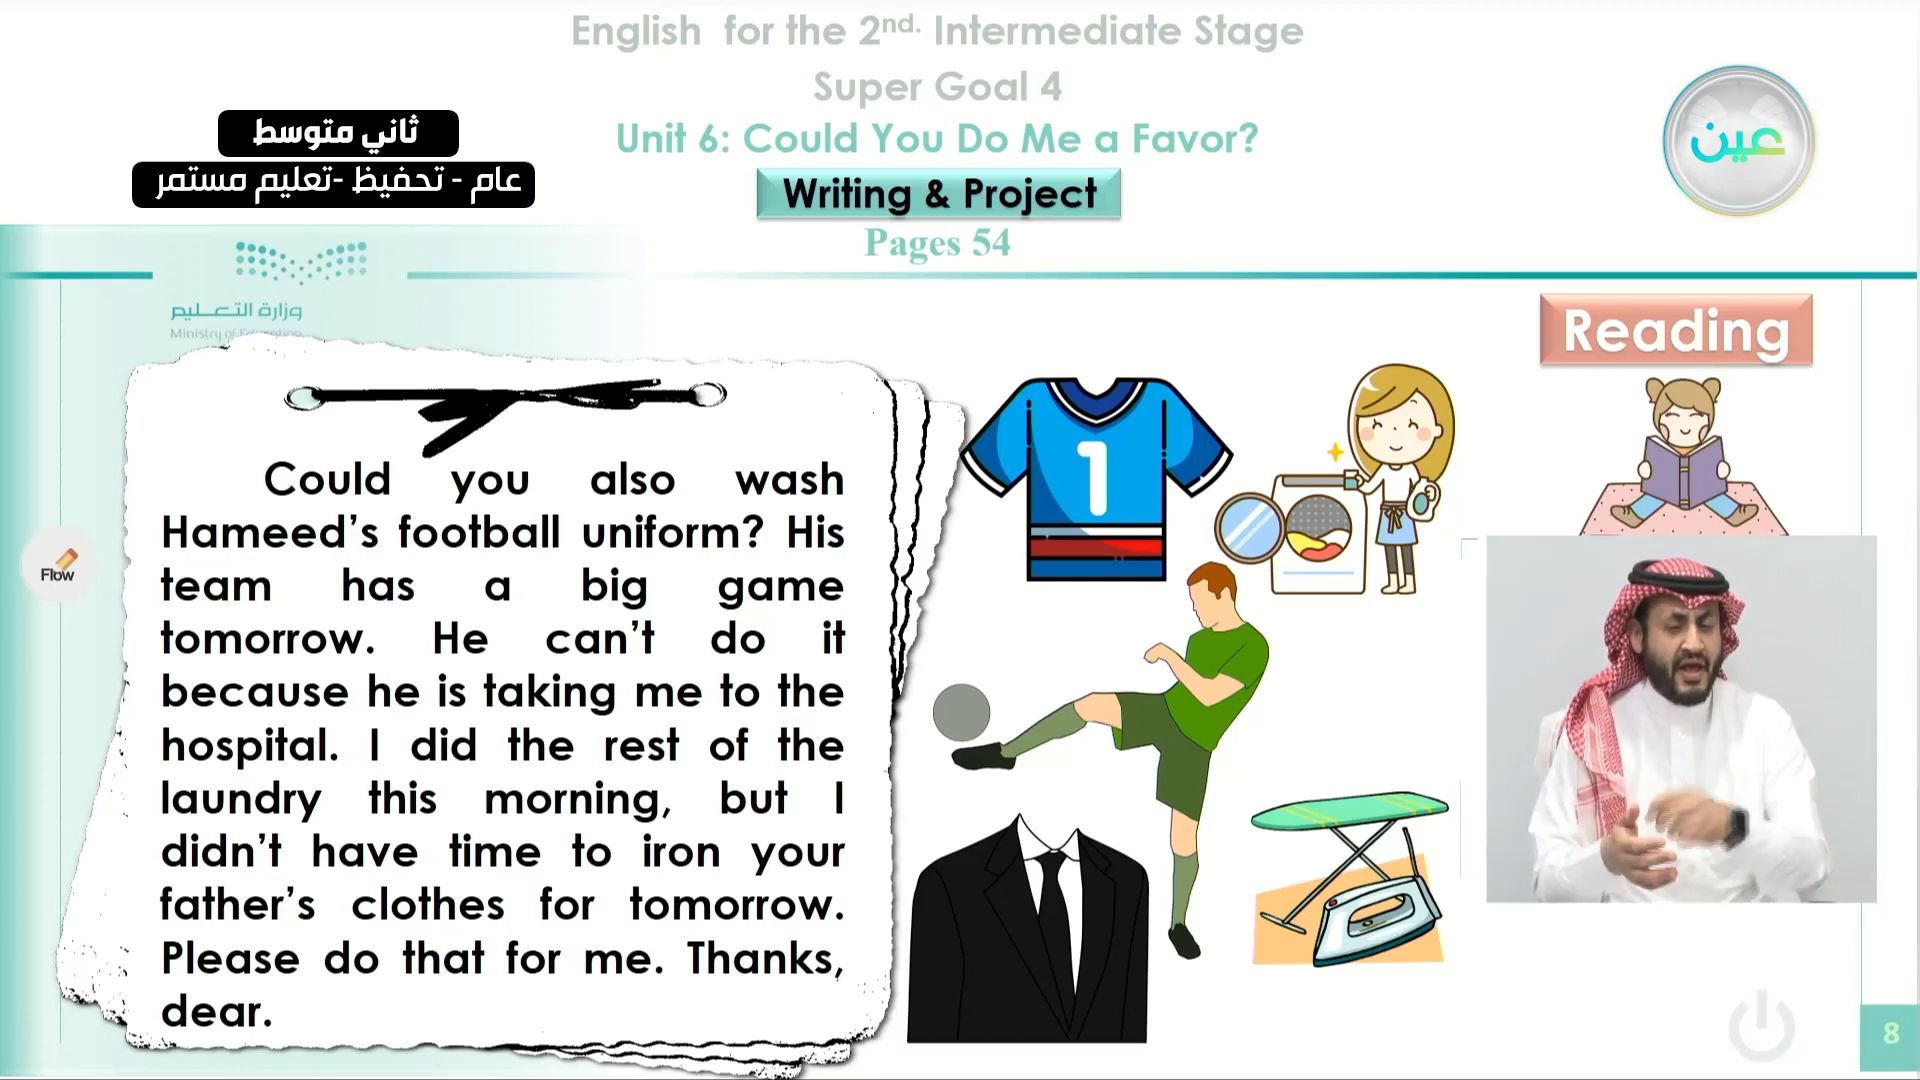 English for the 2nd. Intermediate Stage
Super Goal 4
Unit 6: Could You Do Me a Favor?
Writing & Project
Pages 54
ثاني متوسط
عام - تحفيظ -تعليم مستمر
عين
وزارة التعليم
Ministry of Education
Reading
Could you also wash
Hameed’s football uniform? His
team has a big game
tomorrow. He can’t do it
because he is taking me to the
hospital. I did the rest of the
laundry this morning, but I
didn’t have time to iron your
father’s clothes for tomorrow.
Please do that for me. Thanks,
dear.
1
Flow
8